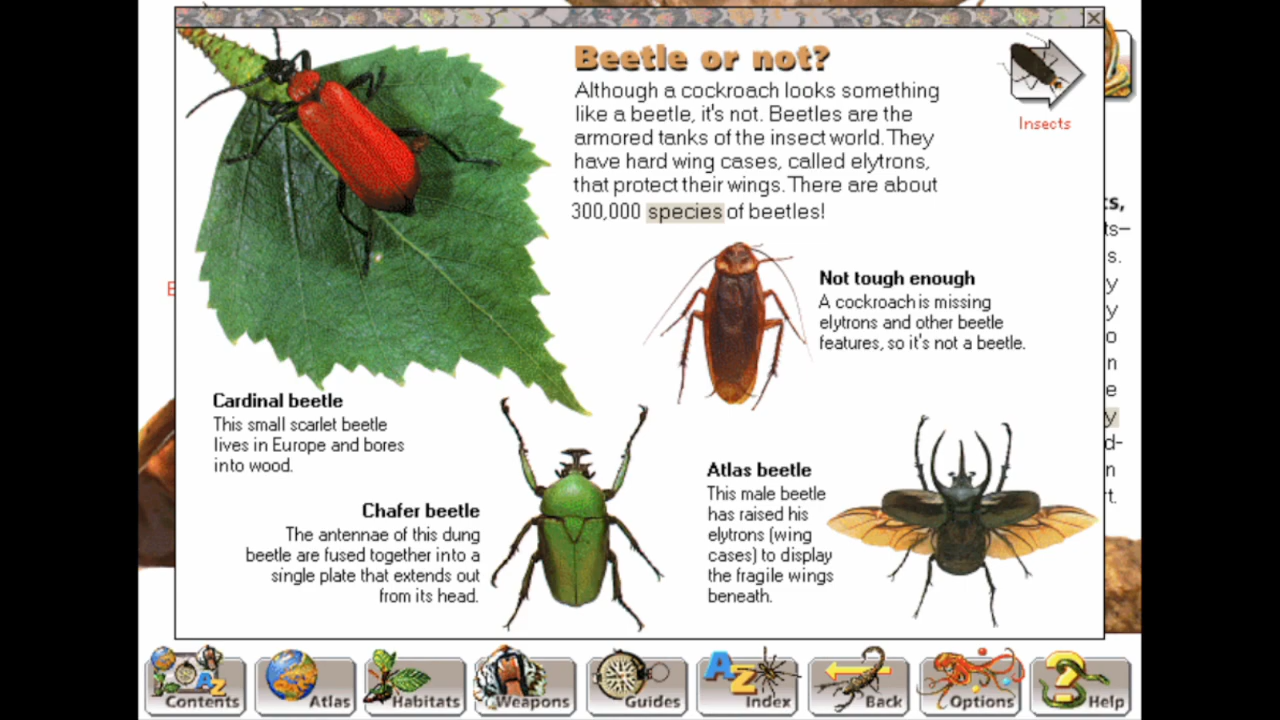 Beetle or not?
Although a cockroach looks something
like a beetle, it's not. Beetles are the
armored tanks of the insect world. They
have hard wing cases, called elytrons,
that protect their wings. There are about
300,000 species of beetles!
Insects
Not tough enough
A cockroach is missing
elytrons and other beetle
features, so it's not a beetle.
Cardinal beetle
This small scarlet beetle
lives in Europe and bores
into wood.
Chafer beetle
The antennae of this dung
beetle are fused together into a
single plate that extends out
from its head.
Atlas beetle
This male beetle
has raised his
elytrons (wing
cases) to display
the fragile wings
beneath.
Contents
Atlas
Habitats
Weapons
Guides
AZ
Index
Back
Options
?
Help